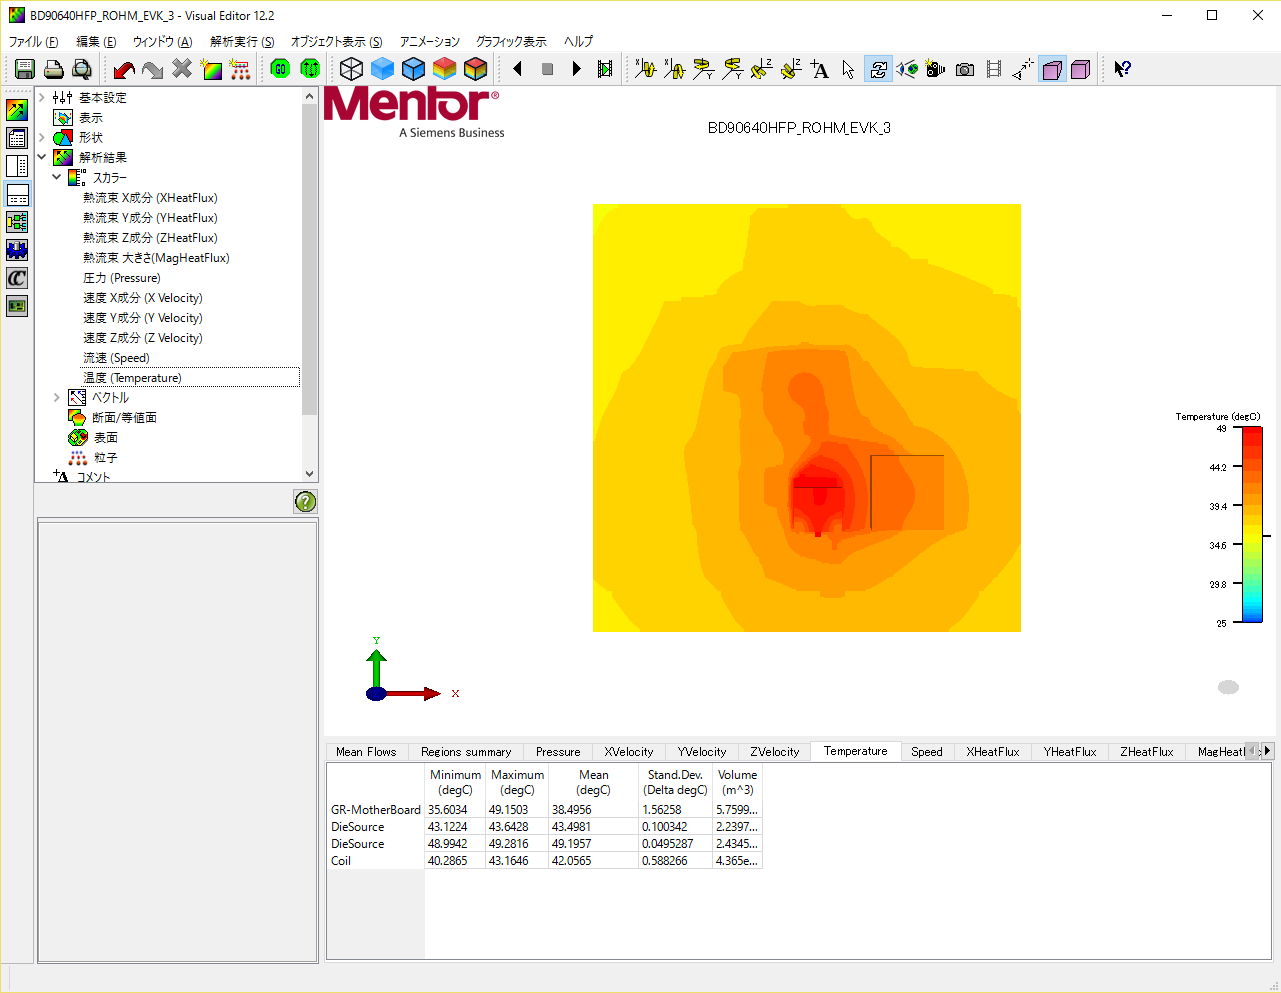 BD90640HFP_ROHM_EVK_3 - Visual Editor 12.2
ファイル (F) 編集 (E) ウインドウ (A) 解析実行 (S) オブジェクト表示 (S) アニメーション グラフィック表示 ヘルプ
GO
基本設定
表示
形状
解析結果
スカラー
熱流束 X成分 (XHeatFlux)
熱流束 Y成分 (YHeatFlux)
熱流束 Z成分 (ZHeatFlux)
熱流束 大きさ(MagHeatFlux)
圧力 (Pressure)
速度 X成分 (X Velocity)
速度 Y成分 (Y Velocity)
速度 Z成分 (Z Velocity)
流速 (Speed)
温度 (Temperature)
ベクトル
断面/等値面
表面
粒子
コメント
Mentor®
A Siemens Business
BD90640HFP_ROHM_EVK_3
Temperature (degC)
49
44.2
39.4
34.6
29.8
25
Y
X
Mean Flows Regions summary Pressure XVelocity YVelocity ZVelocity Temperature Speed XHeatFlux YHeatFlux ZHeatFlux
Minimum Maximum Mean Stand.Dev. Volume
(degC) (degC) (degC) (Delta degC) (m^3)
GR-MotherBoard 35.6034 49.1503 38.4956 1.56258 5.7599...
DieSource 43.1224 43.6428 43.4981 0.100342 2.2397...
DieSource 48.9942 49.2816 49.1957 0.0495287 2.4345...
Coil 40.2865 43.1646 42.0565 0.588266 4.365e...